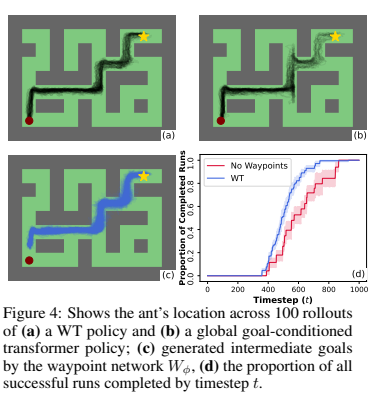 (a)
(b)
(c)
Proportion of Completed Runs
1.0
0.8
0.6
0.4
0.2
0.0
No Waypoints
WT
(d)
0 200 400 600 800 1000
Timestep (t)
Figure 4: Shows the ant's location across 100 rollouts
of (a) a WT policy and (b) a global goal-conditioned
transformer policy; (c) generated intermediate goals
by the waypoint network Wϕ, (d) the proportion of all
successful runs completed by timestep t.